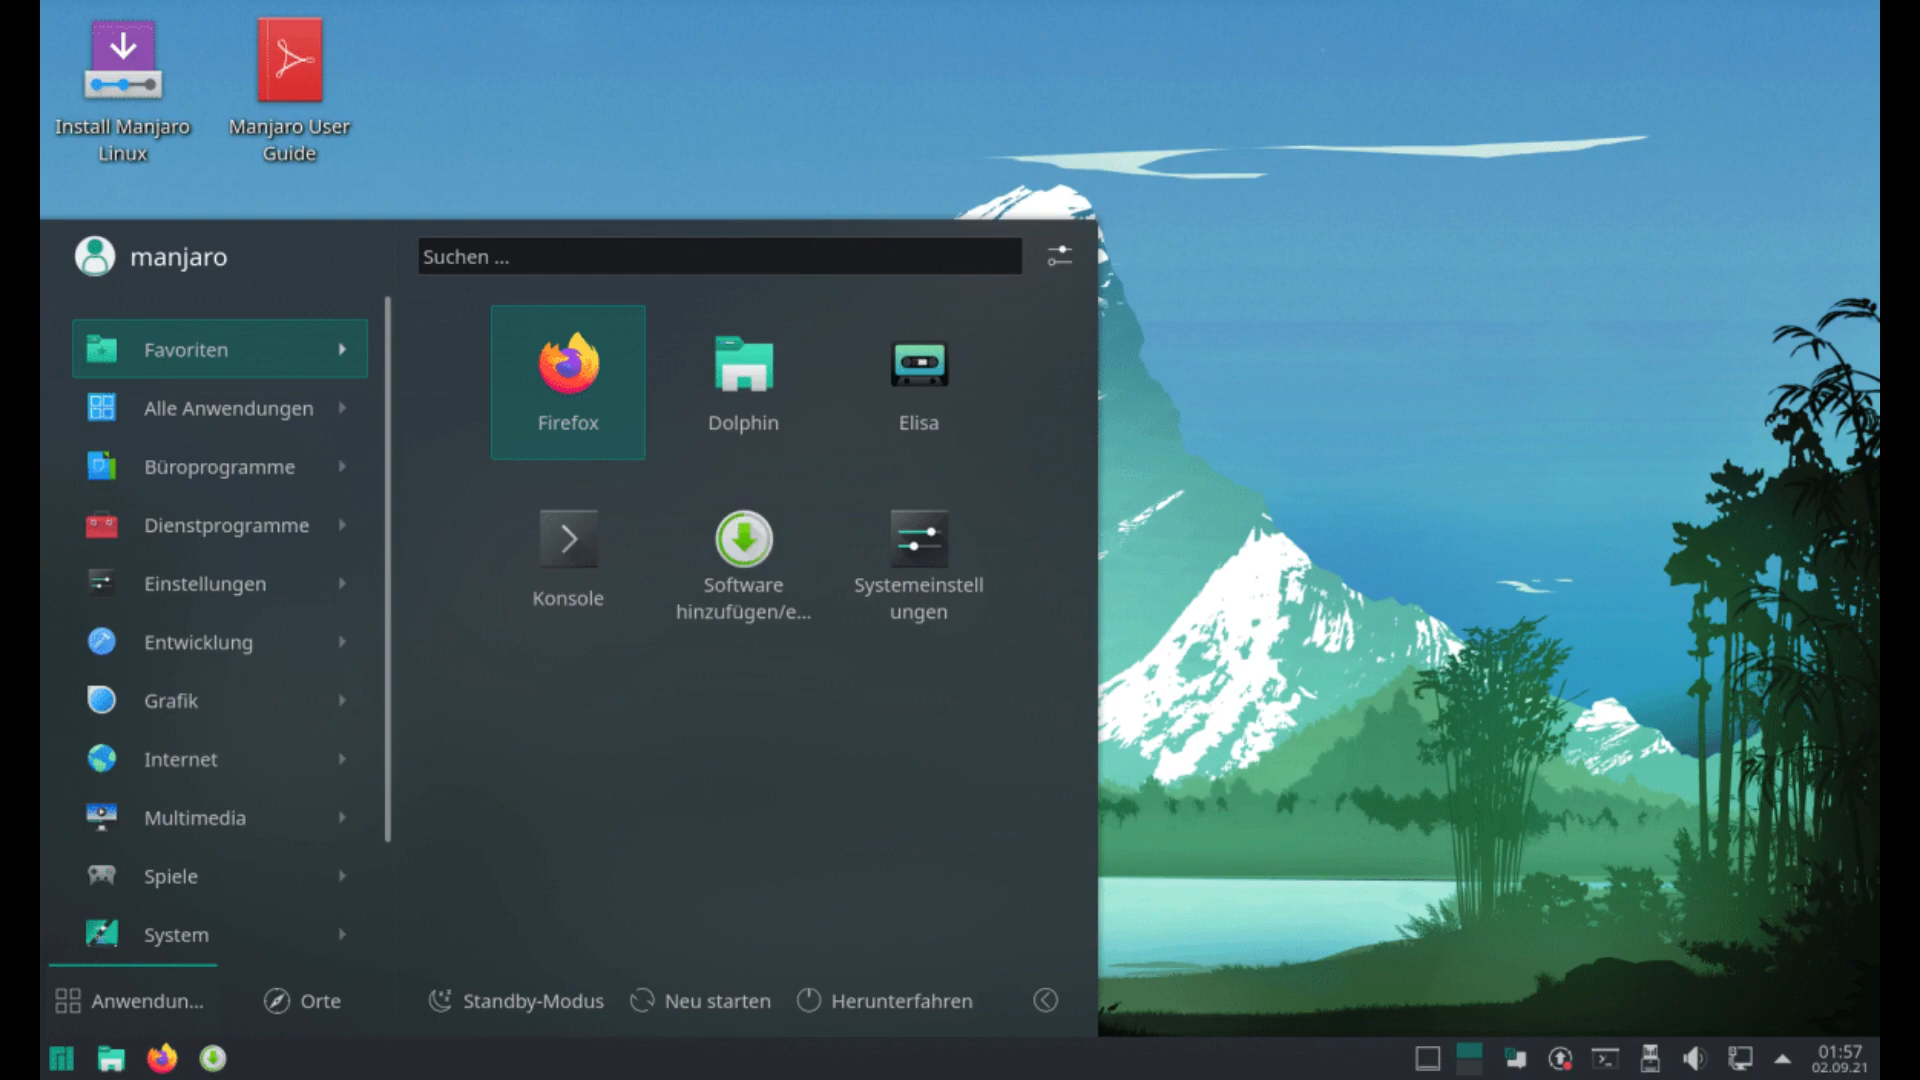 Install Manjaro
Linux
Manjaro User
Guide
manjaro
Suchen ...
Favoriten
Alle Anwendungen
Büroprogramme
Dienstprogramme
Einstellungen
Entwicklung
Grafik
Internet
Multimedia
Spiele
System
Firefox
Dolphin
Elisa
Konsole
Software
hinzufügen/e...
Systemeinstell
ungen
Anwendun...
Orte
Standby-Modus
Neu starten
Herunterfahren
01:57
02.09.21